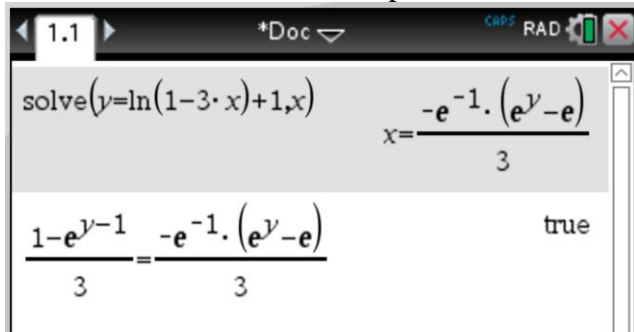 1.1 *Doc CAPS RAD
solve(y=ln(1−3·x)+1,x)
x=(-e^-1·(e^y−e))/3
(1−e^(y−1))/3=(-e^-1·(e^y−e))/3 true